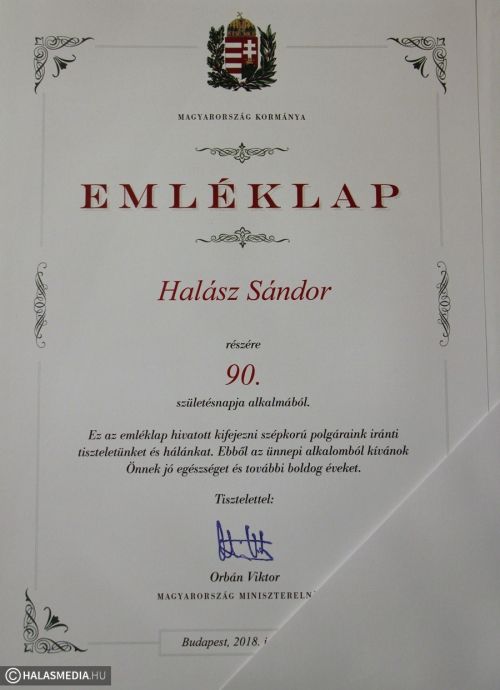 MAGYARORSZÁG KORMÁNYA
EMLÉKLAP
Halász Sándor
részére
90.
születésnapja alkalmából.
Ez az emléklap hivatott kifejezni szépkorú polgáraink iránti
tiszteletünket és hálánkat. Ebből az ünnepi alkalomból kívánok
Önnek jó egészséget és további boldog éveket.
Tisztelettel:
Orbán Viktor
MAGYARORSZÁG
Budapest, 2018.
© HALASMEDIA.HU